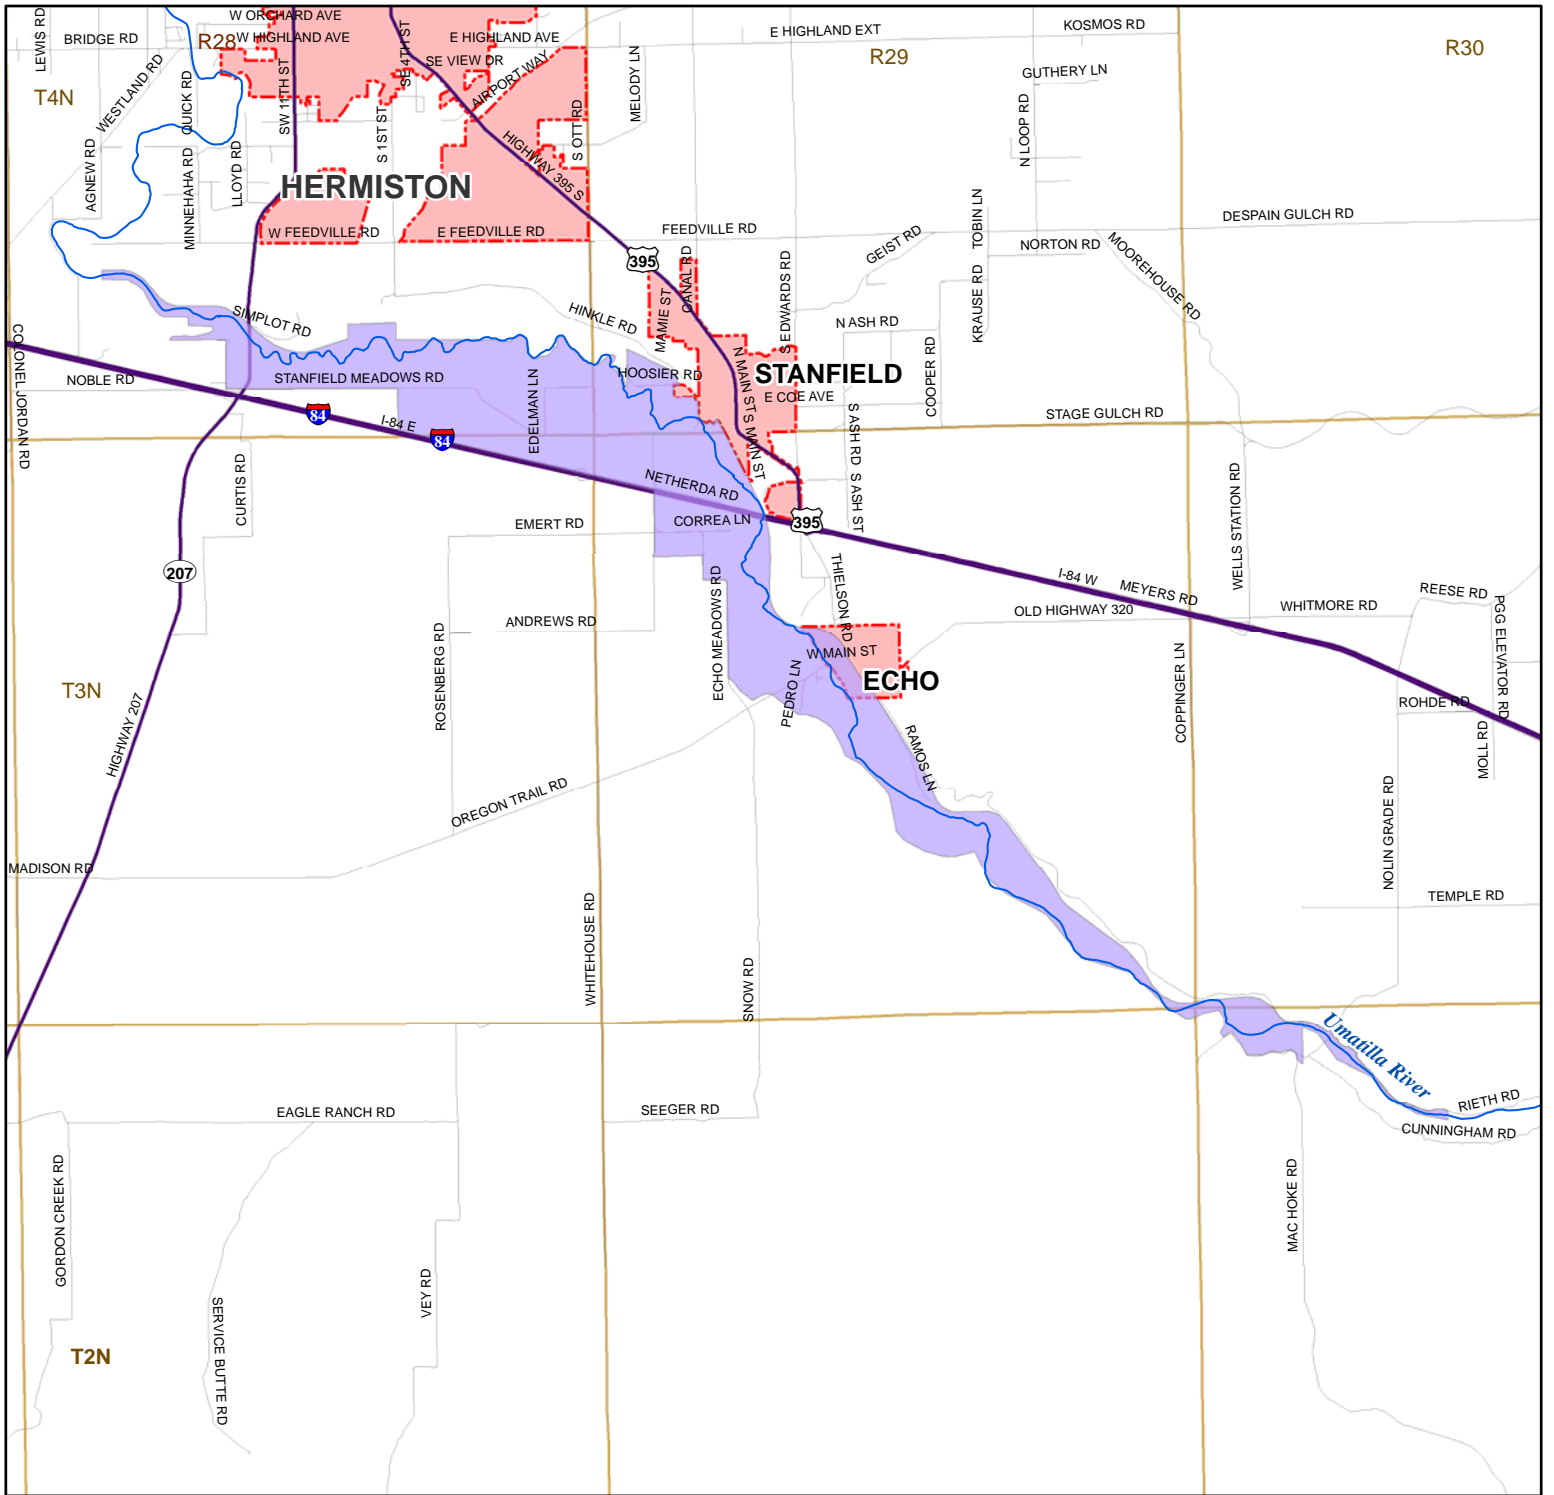 W ORCHARD AVE
LEWIS RD
BRIDGE RD
R28
W HIGHLAND AVE
SE 4TH ST
E HIGHLAND AVE
E HIGHLAND EXT
KOSMOS RD
R29
R30
SE VIEW DR
AIRPORT WAY
MELODY LN
GUTHERY LN
T4N
WESTLAND RD
QUICK RD
SW 11TH ST
S 1ST ST
S OTT RD
N LOOP RD
AGNEW RD
MINNEHAHA RD
LLOYD RD
HIGHWAY 395 S
HERMISTON
W FEEDVILLE RD
E FEEDVILLE RD
FEEDVILLE RD
TOBIN LN
DESPAIN GULCH RD
GEIST RD
NORTON RD
MOOREHOUSE RD
395
CANAL RD
S EDWARDS RD
KRAUSE RD
MAMIE ST
SIMPLOT RD
HINKLE RD
N ASH RD
COLONEL JORDAN RD
NOBLE RD
STANFIELD MEADOWS RD
EDELMAN LN
HOOSIER RD
N MAIN ST
STANFIELD
COOPER RD
E COE AVE
84
I-84 E
84
S MAIN ST
S ASH RD
STAGE GULCH RD
CURTIS RD
NETHERDA RD
S ASH ST
WELLS STATION RD
EMERT RD
CORREA LN
395
207
ECHO MEADOWS RD
THIELSON RD
I-84 W
MEYERS RD
REESE RD
OLD HIGHWAY 320
WHITMORE RD
PGG ELEVATOR RD
ANDREWS RD
ROSENBERG RD
W MAIN ST
PEDRO LN
ECHO
COPPINGER LN
T3N
HIGHWAY 207
ROHDE RD
MOLL RD
RAMOS LN
OREGON TRAIL RD
NOLIN GRADE RD
MADISON RD
TEMPLE RD
WHITEHOUSE RD
SNOW RD
Umatilla River
RIETH RD
EAGLE RANCH RD
SEEGER RD
CUNNINGHAM RD
GORDON CREEK RD
MAC HOKE RD
VEY RD
SERVICE BUTTE RD
T2N